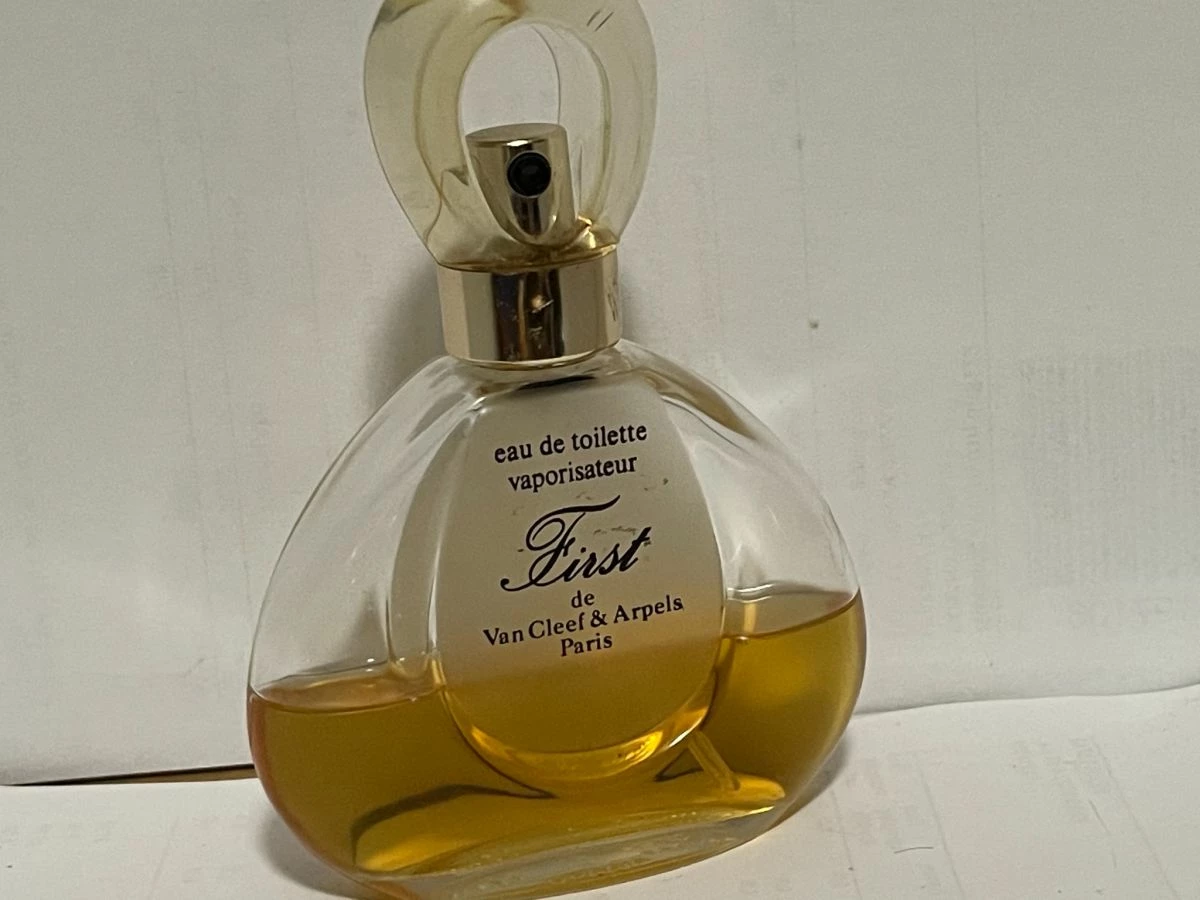 eau de toilette
vaporisateur
First
de
Van Cleef & Arpels
Paris